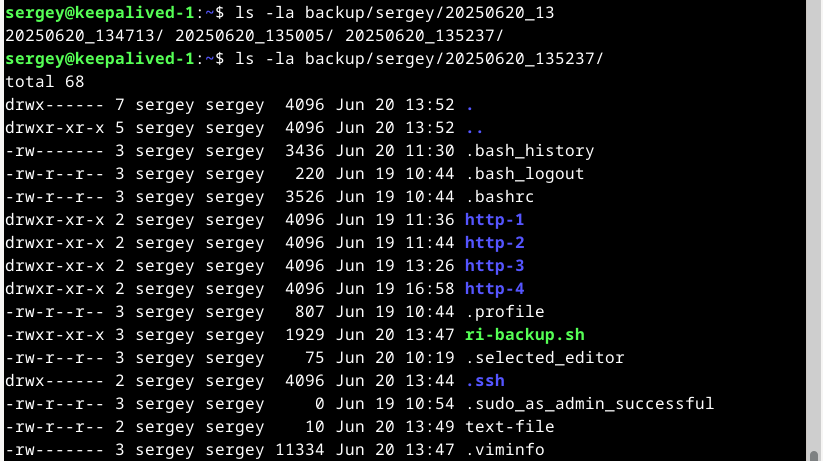 sergey@keepalived-1:~$ ls -la backup/sergey/20250620_13
20250620_134713/ 20250620_135005/ 20250620_135237/
sergey@keepalived-1:~$ ls -la backup/sergey/20250620_135237/
total 68
drwx------ 7 sergey sergey  4096 Jun 20 13:52 .
drwxr-xr-x 5 sergey sergey  4096 Jun 20 13:52 ..
-rw------- 3 sergey sergey  3436 Jun 20 11:30 .bash_history
-rw-r--r-- 3 sergey sergey   220 Jun 19 10:44 .bash_logout
-rw-r--r-- 3 sergey sergey  3526 Jun 19 10:44 .bashrc
drwxr-xr-x 2 sergey sergey  4096 Jun 19 11:36 http-1
drwxr-xr-x 2 sergey sergey  4096 Jun 19 11:44 http-2
drwxr-xr-x 2 sergey sergey  4096 Jun 19 13:26 http-3
drwxr-xr-x 2 sergey sergey  4096 Jun 19 16:58 http-4
-rw-r--r-- 3 sergey sergey   807 Jun 19 10:44 .profile
-rwxr-xr-x 3 sergey sergey  1929 Jun 20 13:47 ri-backup.sh
-rw-r--r-- 3 sergey sergey    75 Jun 20 10:19 .selected_editor
drwx------ 2 sergey sergey  4096 Jun 20 13:44 .ssh
-rw-r--r-- 3 sergey sergey     0 Jun 19 10:54 .sudo_as_admin_successful
-rw-r--r-- 2 sergey sergey    10 Jun 20 13:49 text-file
-rw------- 3 sergey sergey 11334 Jun 20 13:47 .viminfo